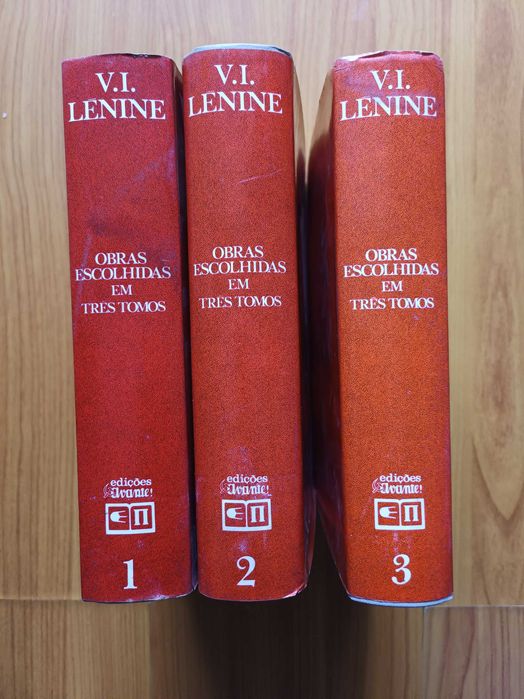 V.I.
LENINE
OBRAS
ESCOLHIDAS
EM
TRÊS TOMOS
edições
Avante!
1
V.I.
LENINE
OBRAS
ESCOLHIDAS
EM
TRÊS TOMOS
edições
Avante!
2
V.I.
LENINE
OBRAS
ESCOLHIDAS
EM
TRÊS TOMOS
edições
Avante!
3